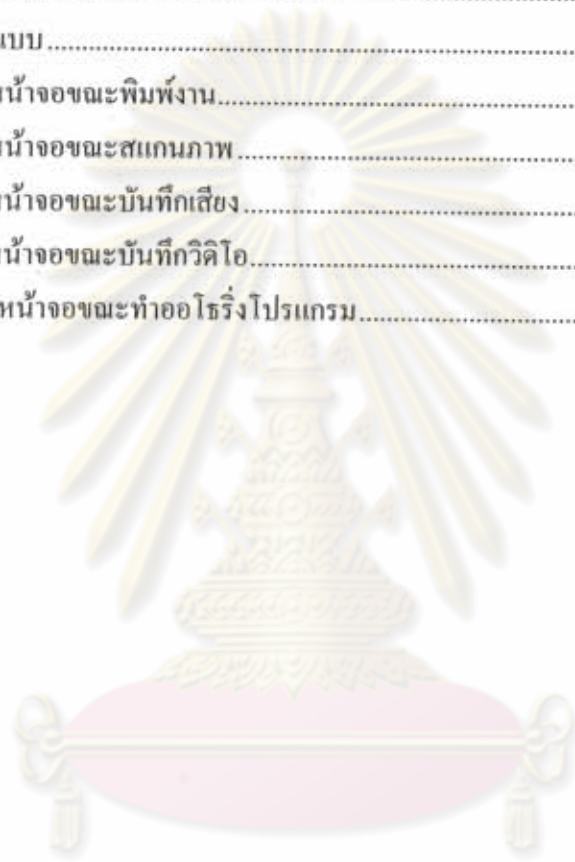 แบบ
น้าจอขณะพิมพ์งาน
น้าจอขณะสแกนภาพ
น้าจอขณะบันทึกเสียง
น้าจอขณะบันทึกวิดิโอ
หน้าจอขณะทำออโธริ่งโปรแกรม